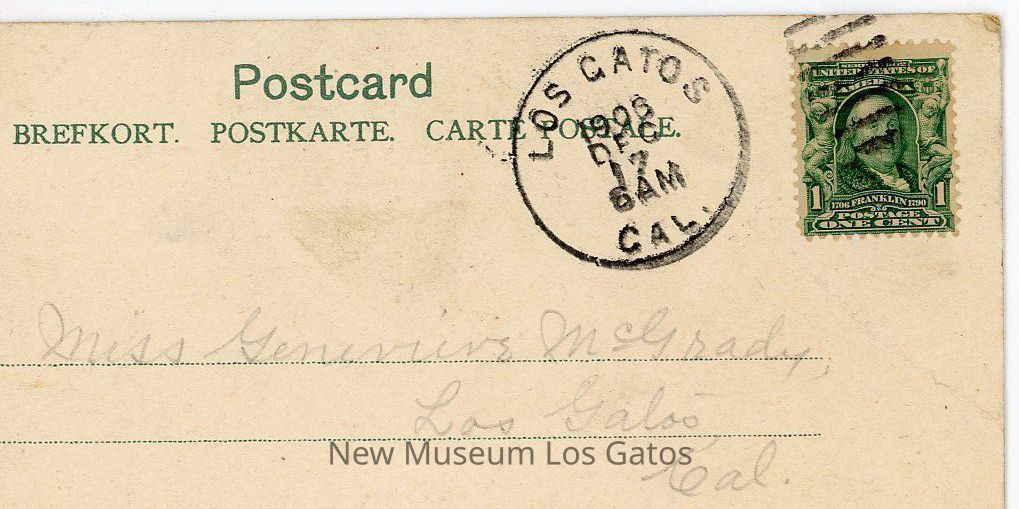 Postcard
BREFKORT. POSTKARTE. CARTE POSTALE.
LOS GATOS
1908
DEC
17
6AM
CAL.
UNITED STATES OF
AMERICA
1 1
1706 FRANKLIN 1790
POSTAGE
ONE CENT
Miss Genevieve McGrady,
Los Gatos,
Cal.
New Museum Los Gatos